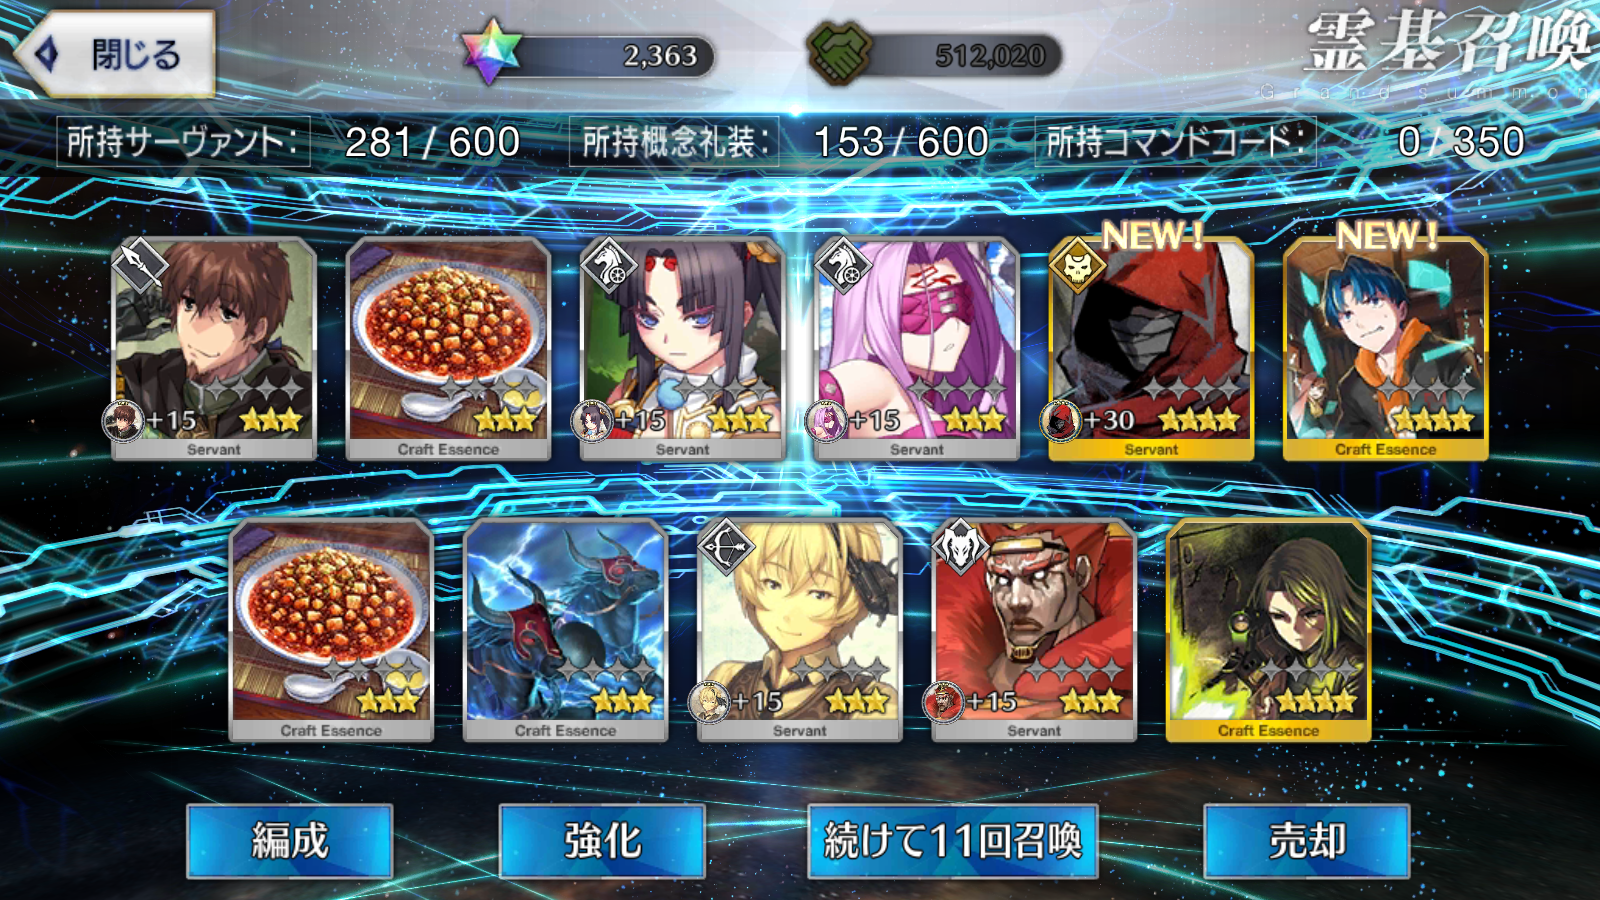 閉じる
2,363
512,020
霊基召喚
Grand summon
所持サーヴァント: 281 / 600
所持概念礼装: 153 / 600
所持コマンドコード: 0 / 350
NEW!
NEW!
+15
+15
+15
+30
Servant
Craft Essence
Servant
Servant
Servant
Craft Essence
+15
+15
Craft Essence
Craft Essence
Servant
Servant
Craft Essence
編成
強化
続けて11回召喚
売却